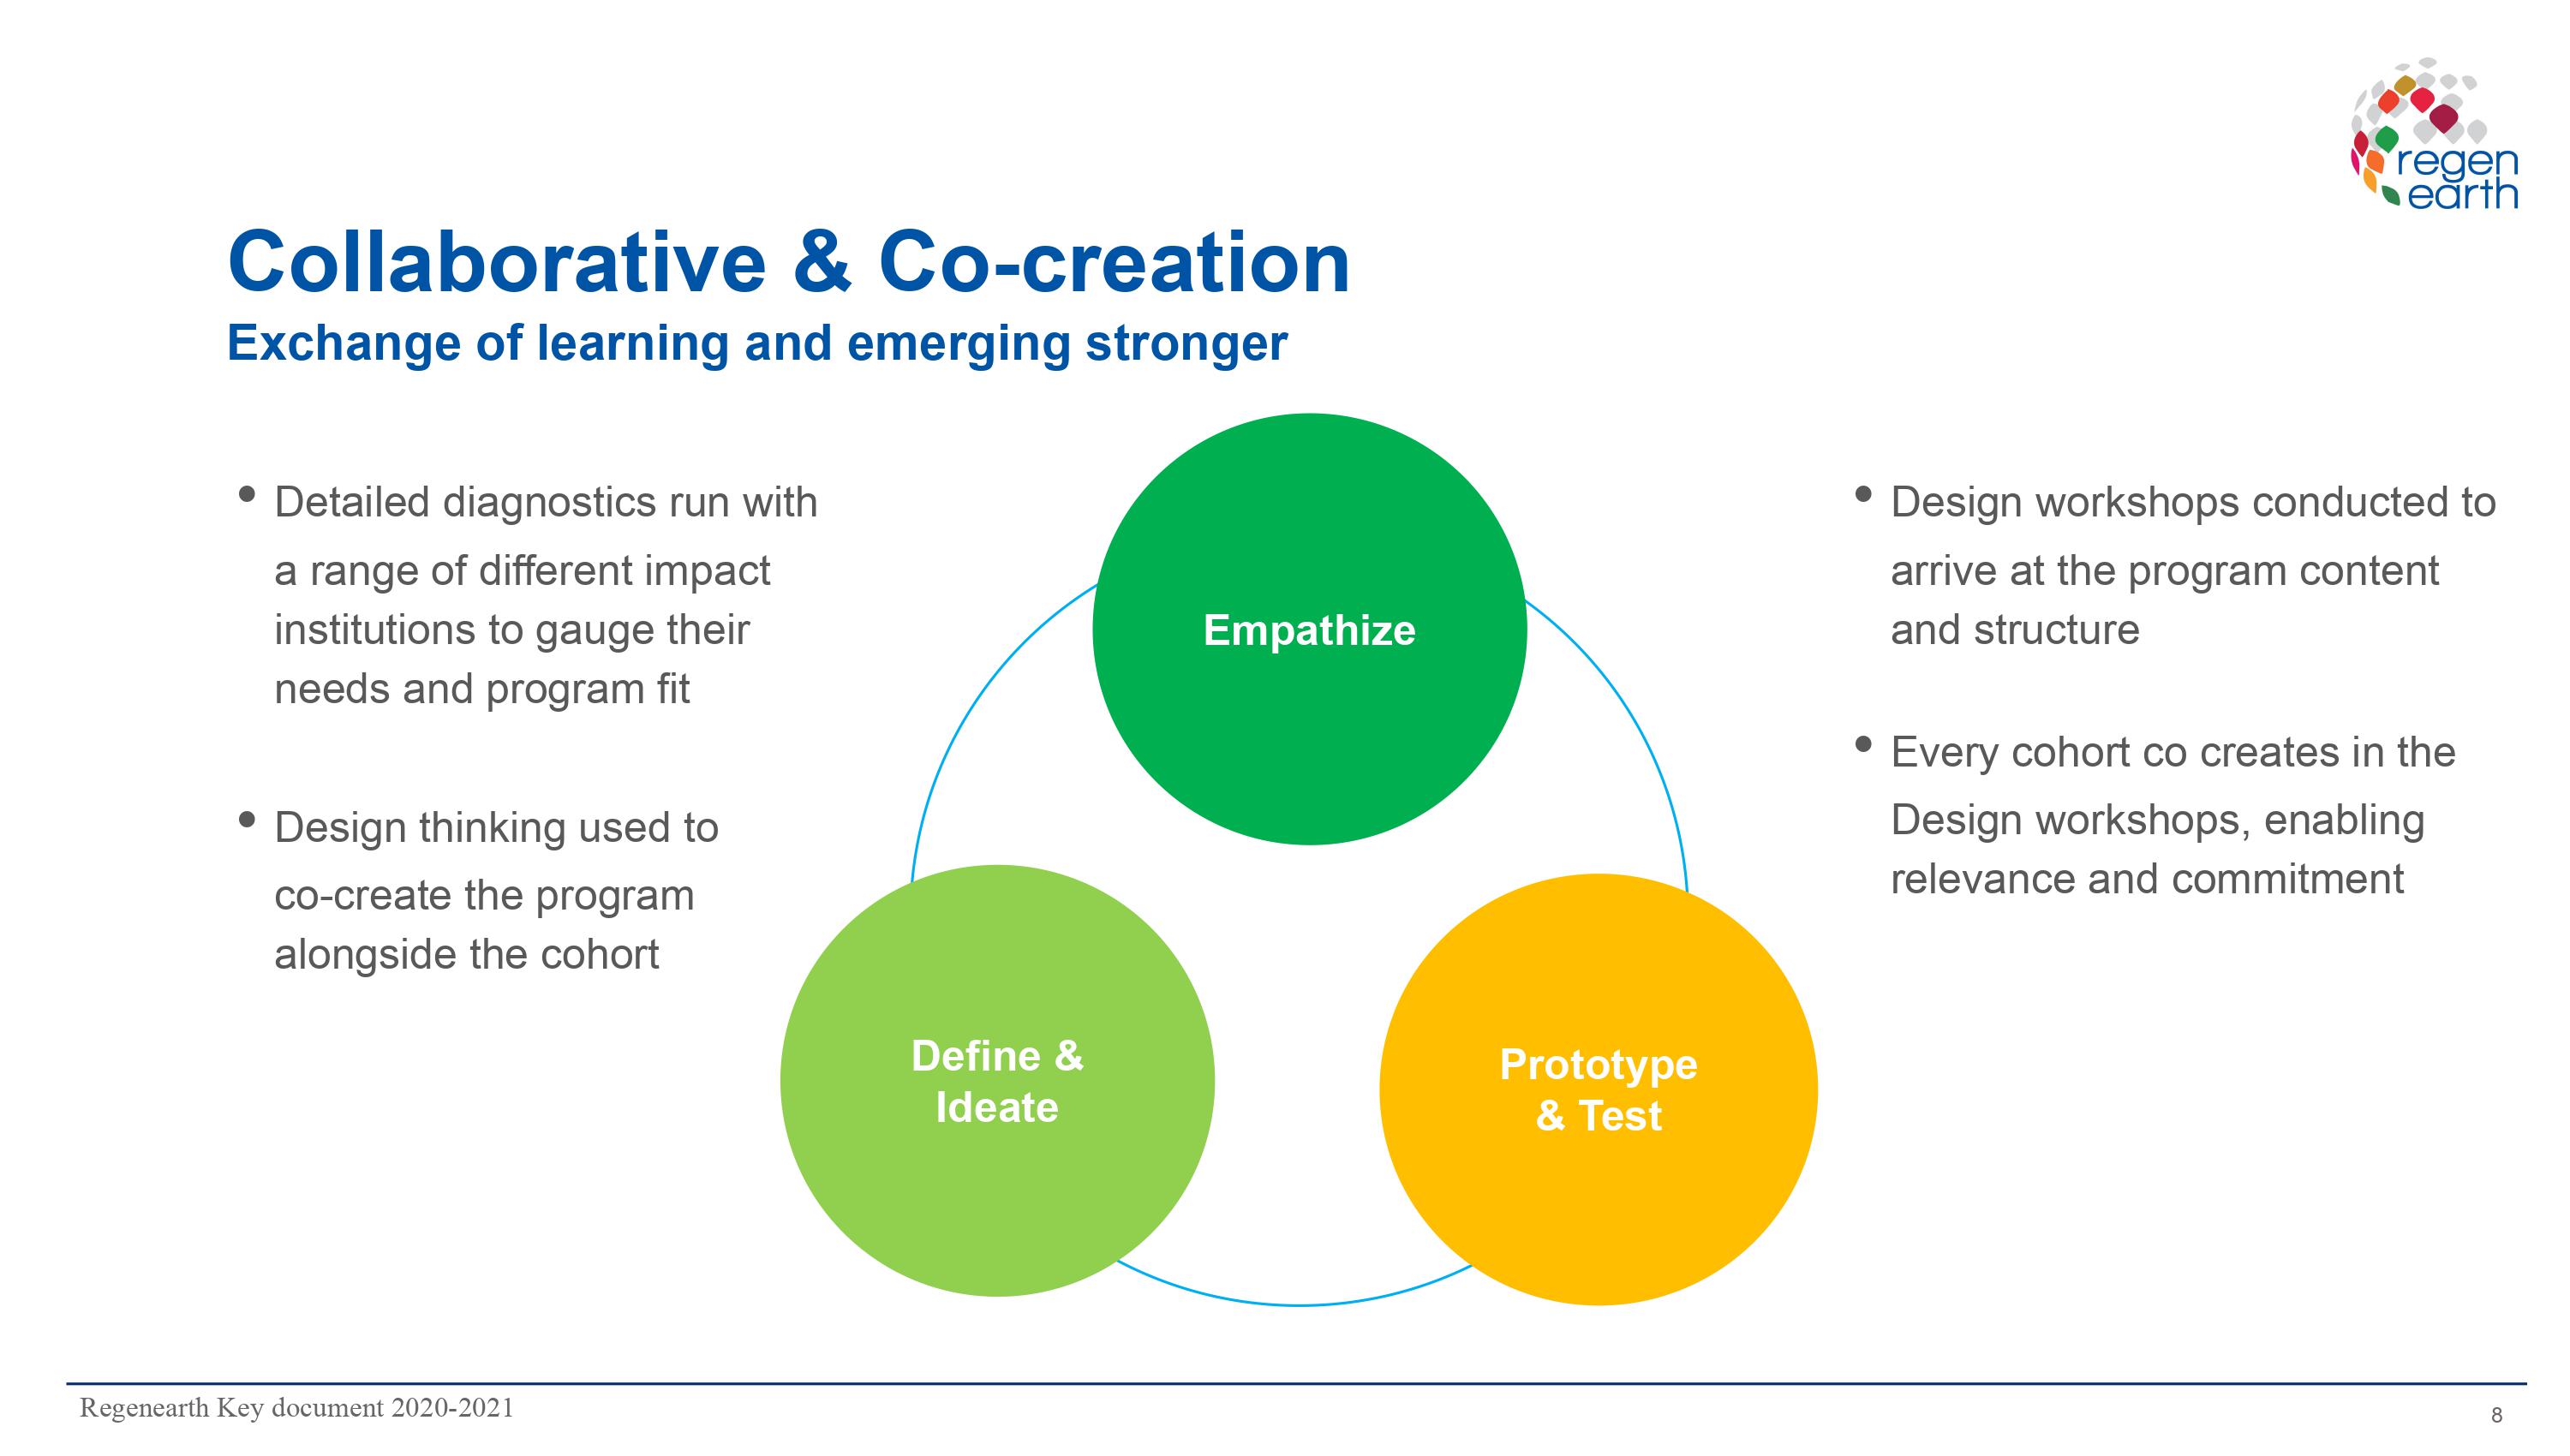 regen
earth
Collaborative & Co-creation
Exchange of learning and emerging stronger
• Detailed diagnostics run with
a range of different impact
institutions to gauge their
needs and program fit
• Design thinking used to
co-create the program
alongside the cohort
Empathize
Define &
Ideate
Prototype
& Test
• Design workshops conducted to
arrive at the program content
and structure
• Every cohort co creates in the
Design workshops, enabling
relevance and commitment
Regenearth Key document 2020-2021
8